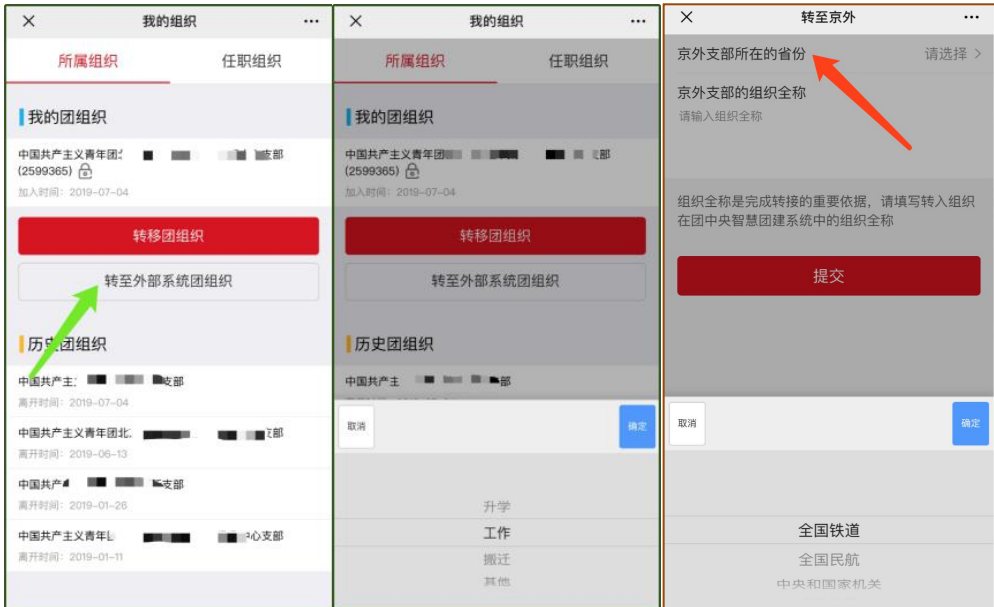 我的组织
所属组织
任职组织
我的团组织
中国共产主义青年团 支部
(2599365)
加入时间：2019-07-04
转移团组织
转至外部系统团组织
历史团组织
中国共产主 支部
离开时间：2019-07-04
中国共产主义青年团北 支部
离开时间：2019-06-13
中国共产 支部
离开时间：2019-01-26
中国共产主义青年 心支部
离开时间：2019-01-11
我的组织
所属组织
任职组织
我的团组织
中国共产主义青年团 部
(2599365)
加入时间：2019-07-04
转移团组织
转至外部系统团组织
历史团组织
中国共产主 部
取消
确定
升学
工作
搬迁
其他
转至京外
京外支部所在的省份
请选择 >
京外支部的组织全称
请输入组织全称
组织全称是完成转接的重要依据，请填写转入组织
在团中央智慧团建系统中的组织全称
提交
取消
确定
全国铁道
全国民航
中央和国家机关